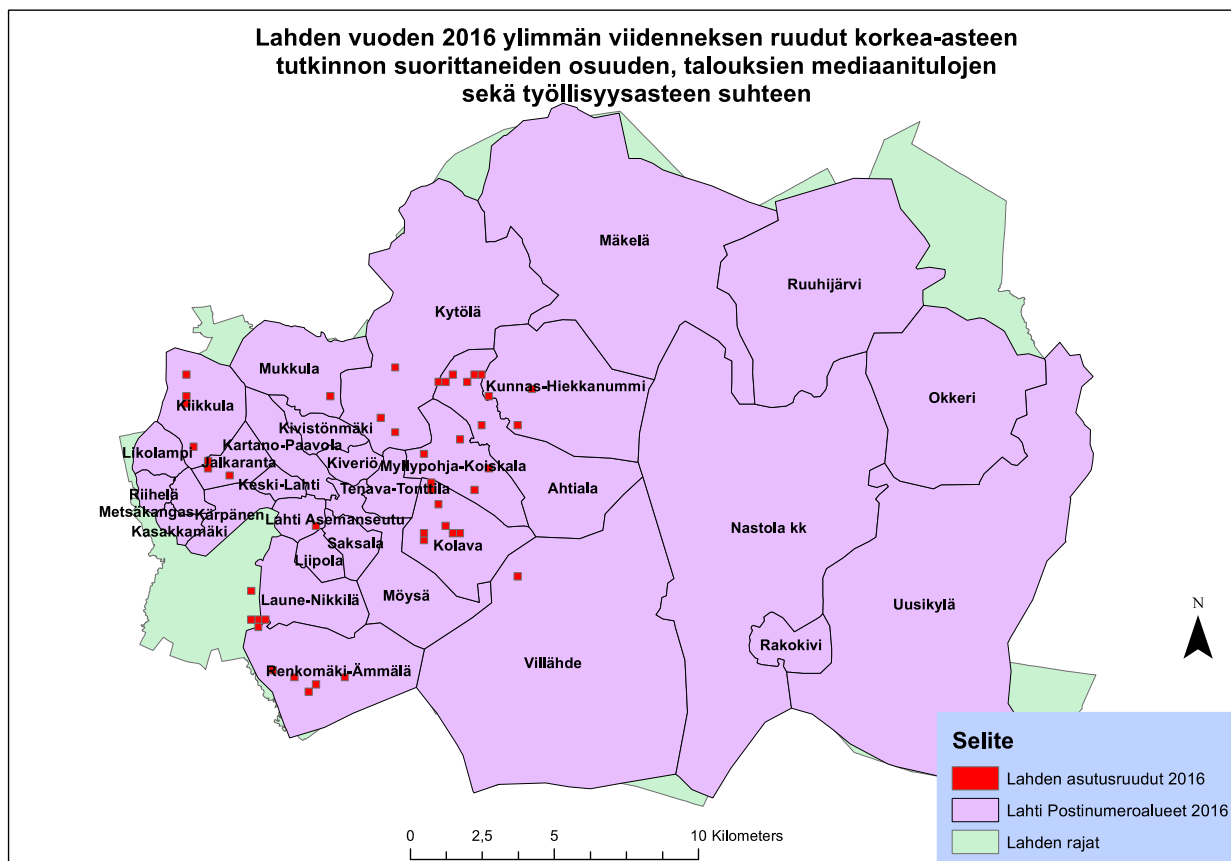 Lahden vuoden 2016 ylimmän viidenneksen ruudut korkea-asteen
tutkinnon suorittaneiden osuuden, talouksien mediaanitulojen
sekä työllisyysasteen suhteen
Mäkelä
Ruuhijärvi
Kytölä
Mukkula
Kunnas-Hiekkanummi
Okkeri
Kiikkula
Kivistönmäki
Kartano-Paavola
Likolampi
Jalkaranta
Kiveriö
Myllypohja-Koiskala
Keski-Lahti
Tenava-Tonttila
Ahtiala
Riihelä
Metsäkangas
Kärpänen
Lahti Asemanseutu
Nastola kk
Kasakkamäki
Saksala
Kolava
Liipola
Laune-Nikkilä
Möysä
Uusikylä
Rakokivi
Villähde
Renkomäki-Ämmälä
N
Selite
Lahden asutusruudut 2016
Lahti Postinumeroalueet 2016
Lahden rajat
0 2,5 5 10 Kilometers